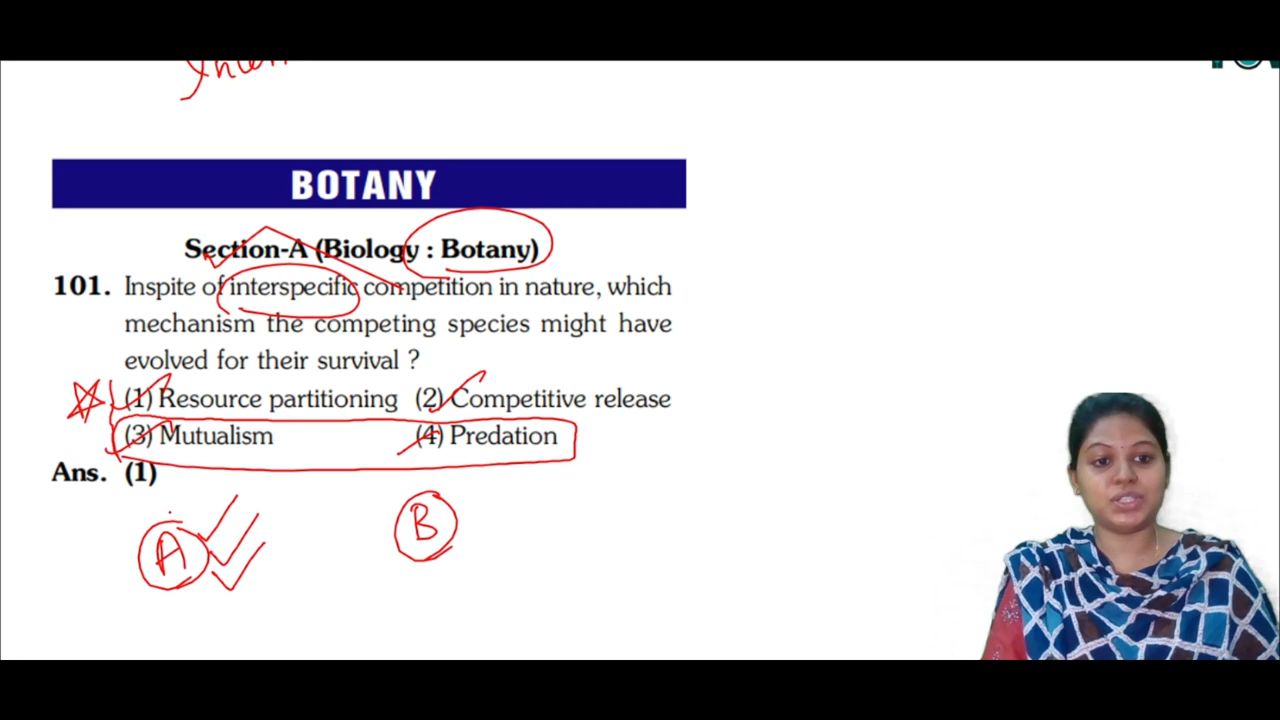 BOTANY
Section-A (Biology : Botany)
101. Inspite of interspecific competition in nature, which
mechanism the competing species might have
evolved for their survival ?
(1) Resource partitioning (2) Competitive release
(3) Mutualism (4) Predation
Ans. (1)
A B